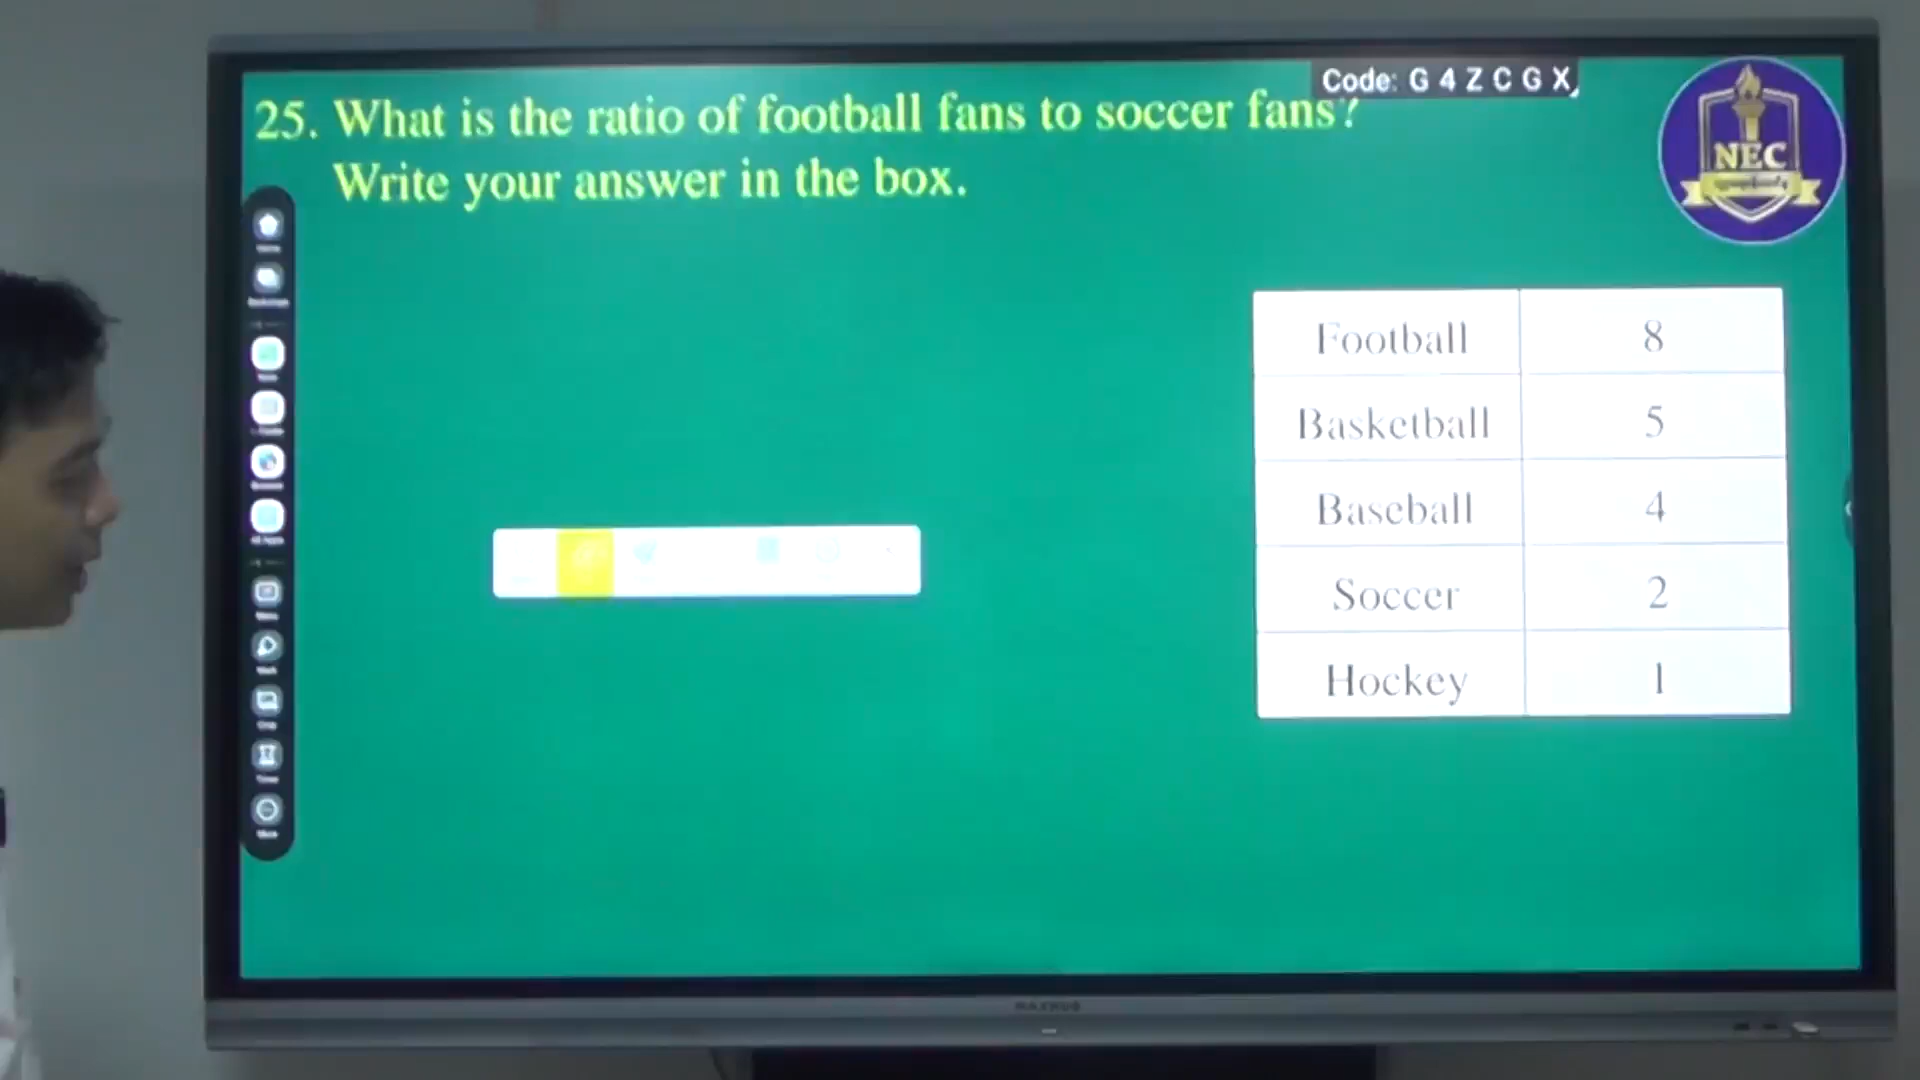 Code: G 4 Z C G X
25. What is the ratio of football fans to soccer fans?
Write your answer in the box.
NEC
Football 8
Basketball 5
Baseball 4
Soccer 2
Hockey 1